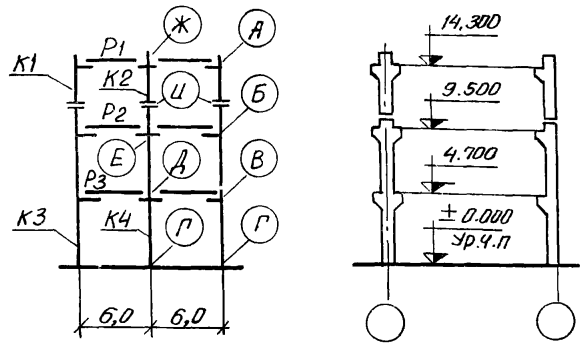 Р1
Ж
А
К1
К2
И
Б
Р2
Е
Д
В
Р3
К3
К4
Г
Г
6,0
6,0
14,300
9.500
4.700
±0.000
Ур.ч.п